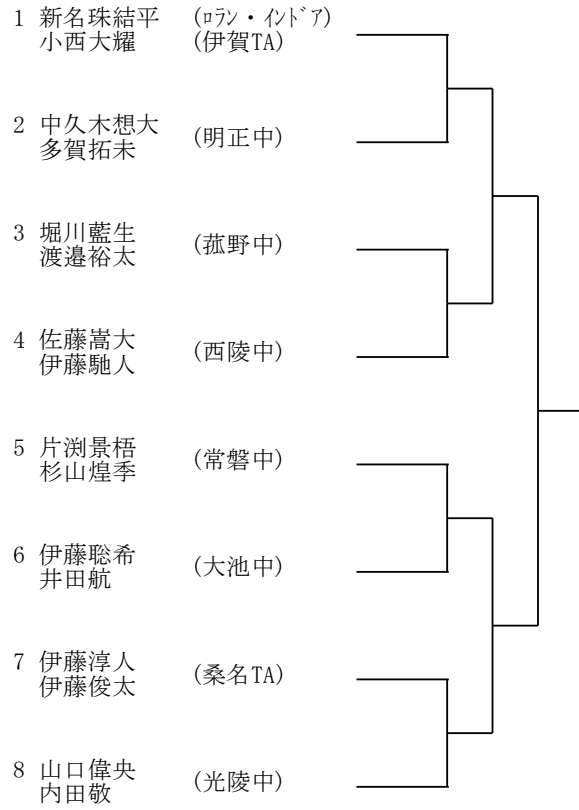 1 新名珠結平 (ﾛﾗﾝ・ｲﾝﾄﾞｱ)
小西大耀 (伊賀TA)
2 中久木想大
多賀拓未 (明正中)
3 堀川藍生
渡邉裕太 (菰野中)
4 佐藤嵩大
伊藤馳人 (西陵中)
5 片渕景梧
杉山煌季 (常磐中)
6 伊藤聡希
井田航 (大池中)
7 伊藤淳人
伊藤俊太 (桑名TA)
8 山口偉央
内田敬 (光陵中)